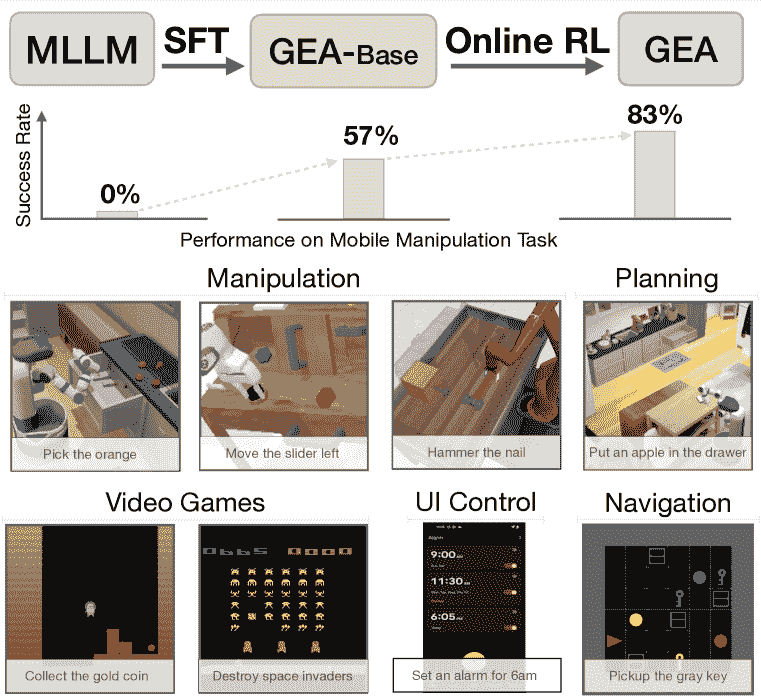 MLLM SFT GEA-Base Online RL GEA
Success Rate
0% 57% 83%
Performance on Mobile Manipulation Task
Manipulation Planning
Pick the orange Move the slider left Hammer the nail Put an apple in the drawer
Video Games UI Control Navigation
9:00
11:30
6:05
Collect the gold coin Destroy space invaders Set an alarm for 6am Pickup the gray key